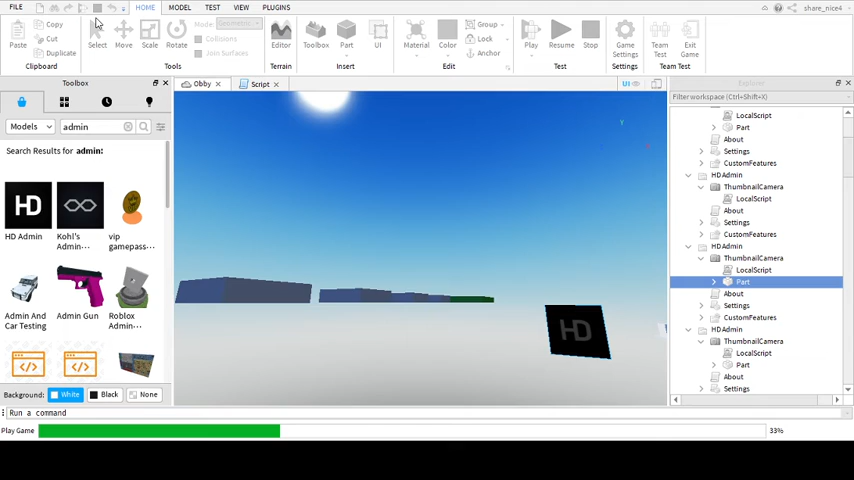 FILE HOME MODEL TEST VIEW PLUGINS share_nice4
Copy Mode: Group
Paste Cut Select Move Scale Rotate Collisions Editor Toolbox Part UI Material Color Lock Play Resume Stop Game Settings Team Test Exit Game
Duplicate Join Surfaces Anchor
Clipboard Tools Terrain Insert Edit Test Settings Team Test
Toolbox
Obby Script UI
Explorer
Filter workspace (Ctrl+Shift+X)
Models admin
Search Results for admin:
HD
HD Admin
Kohl's Admin...
vip gamepass...
Admin And Car Testing
Admin Gun
Roblox Admin...
Background: White Black None
Y
HD
LocalScript
Part
About
Settings
CustomFeatures
HD Admin
ThumbnailCamera
LocalScript
About
Settings
CustomFeatures
HD Admin
ThumbnailCamera
LocalScript
Part
About
Settings
CustomFeatures
HD Admin
ThumbnailCamera
LocalScript
Part
About
Settings
Run a command
Play Game 33%